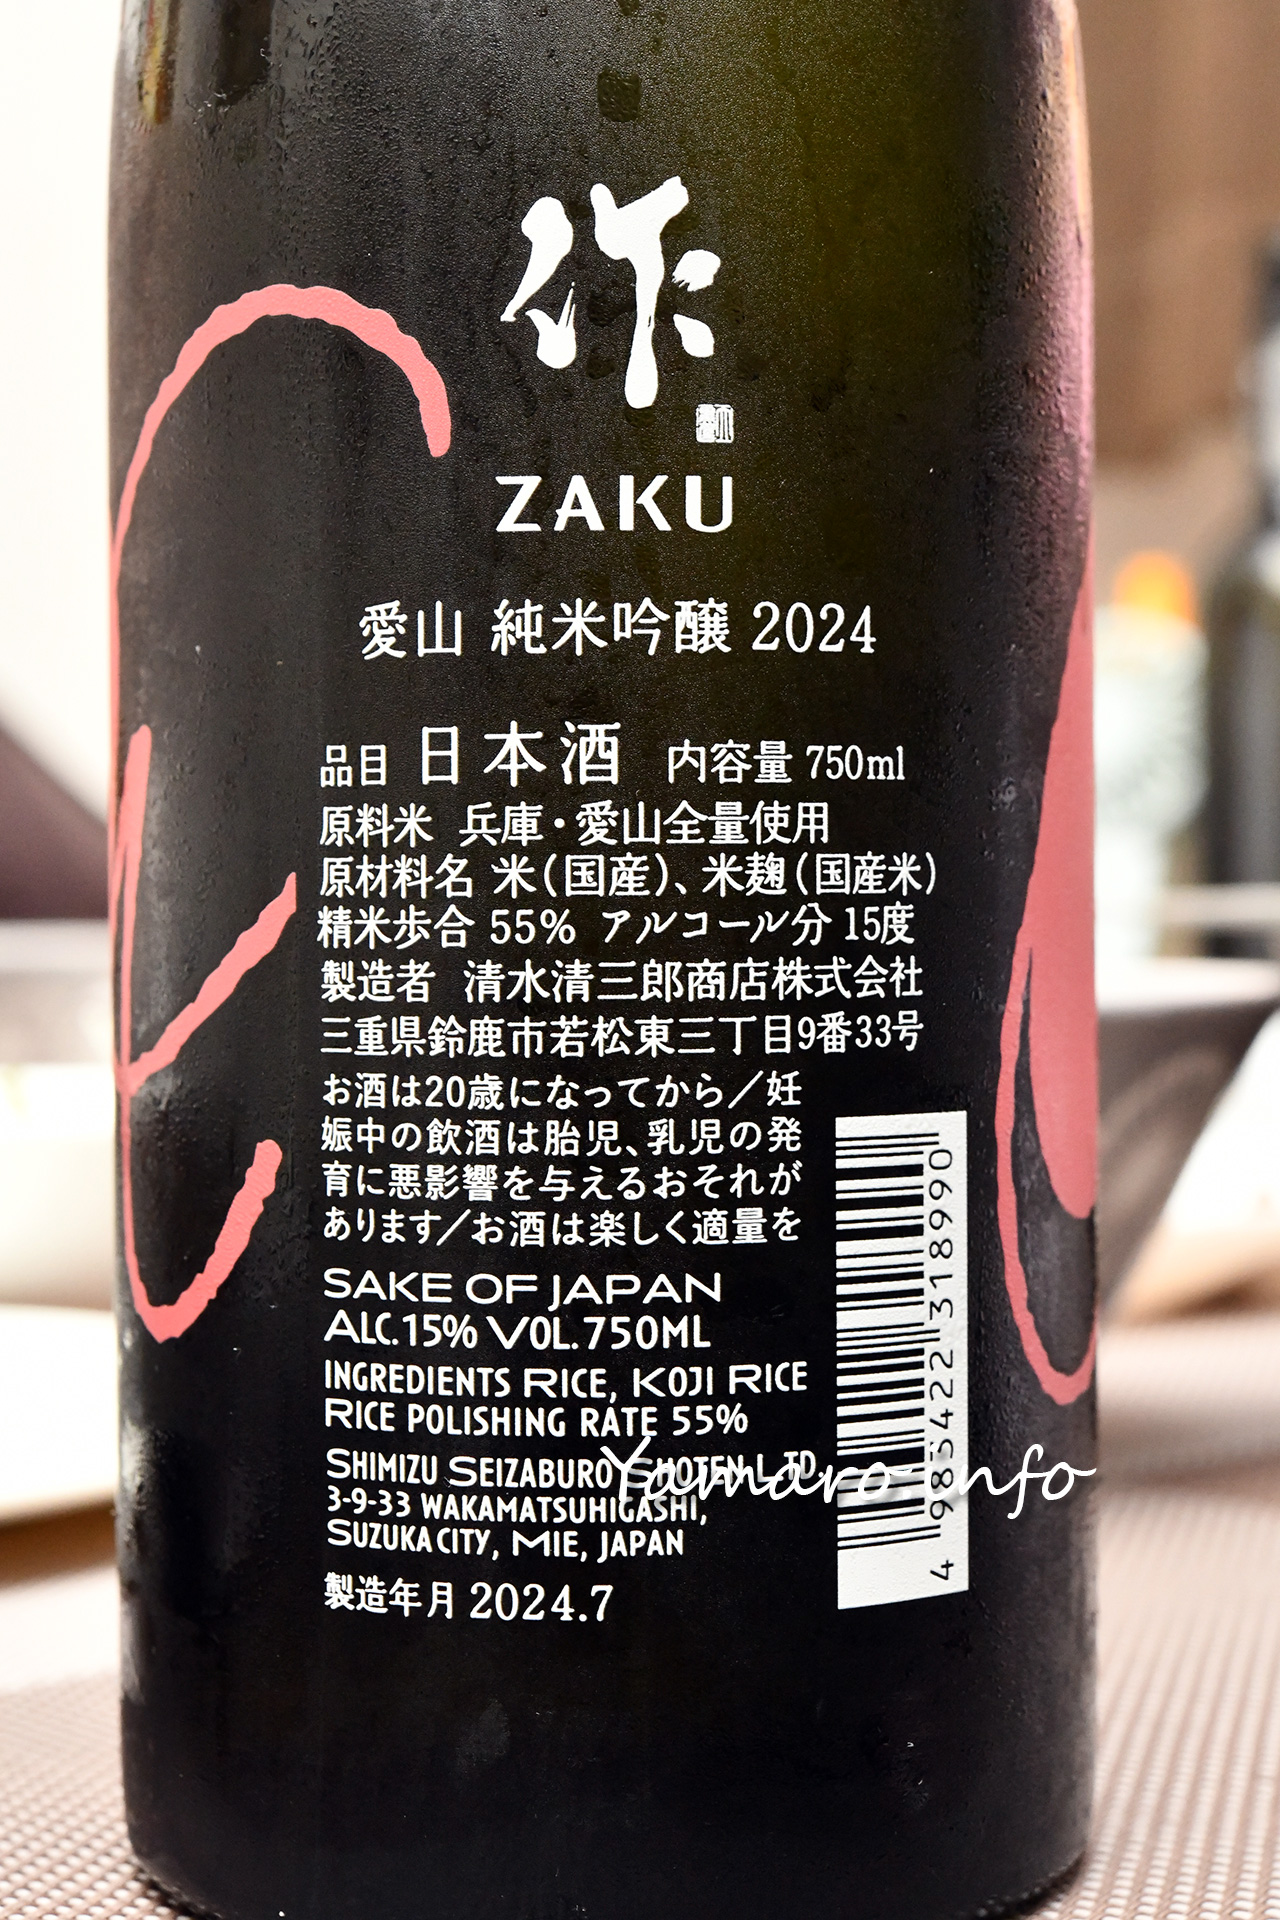 作
ZAKU
愛山 純米吟醸 2024
品目 日本酒 内容量 750ml
原料米 兵庫・愛山全量使用
原材料名 米(国産)、米麹(国産米)
精米歩合 55% アルコール分 15度
製造者 清水清三郎商店株式会社
三重県鈴鹿市若松東三丁目9番33号
お酒は20歳になってから/妊
娠中の飲酒は胎児、乳児の発
育に悪影響を与えるおそれが
あります/お酒は楽しく適量を
SAKE OF JAPAN
ALC.15% VOL.750ML
INGREDIENTS RICE, KOJI RICE
RICE POLISHING RATE 55%
SHIMIZU SEIZABURO SHOTEN LTD.
3-9-33 WAKAMATSUHIGASHI,
SUZUKA CITY, MIE, JAPAN
製造年月 2024.7
4 983422 318990
Yamaro.info